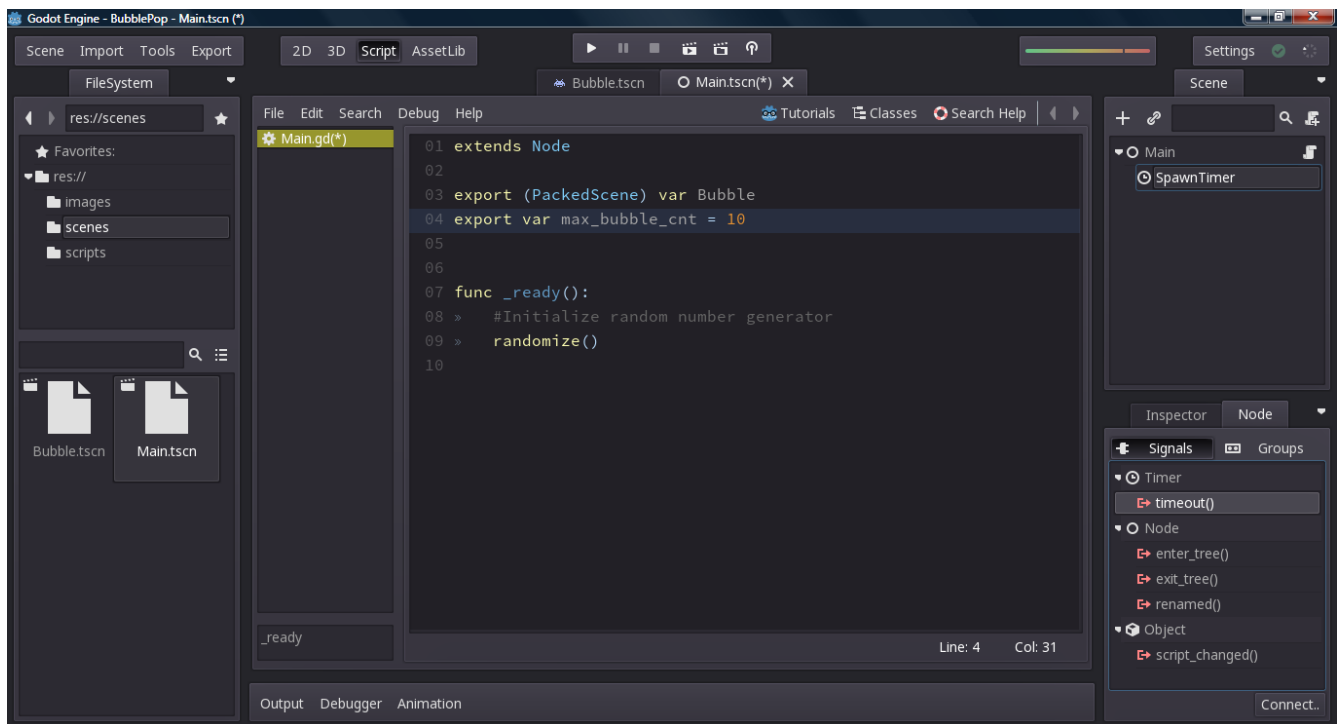 Godot Engine - BubblePop - Main.tscn (*)
Scene Import Tools Export
2D 3D Script AssetLib
Settings
FileSystem
Bubble.tscn
Main.tscn(*)
Scene
res://scenes
File Edit Search Debug Help
Tutorials Classes Search Help
Favorites:
res://
images
scenes
scripts
Main.gd(*)
01 extends Node
02
03 export (PackedScene) var Bubble
04 export var max_bubble_cnt = 10
05
06
07 func _ready():
08 » #Initialize random number generator
09 » randomize()
10
Main
SpawnTimer
Bubble.tscn
Main.tscn
_ready
Line: 4 Col: 31
Inspector Node
Signals Groups
Timer
timeout()
Node
enter_tree()
exit_tree()
renamed()
Object
script_changed()
Connect..
Output Debugger Animation